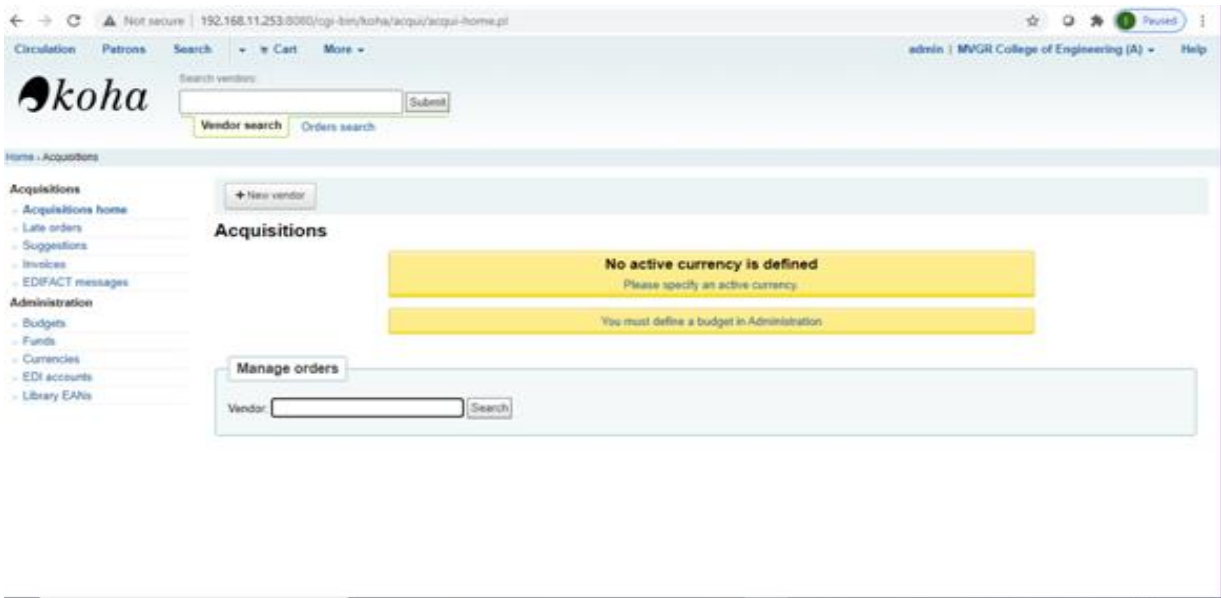 Not secure | 192.168.11.253:8080/cgi-bin/koha/acqui/acqui-home.pl Paused
Circulation Patrons Search Cart More admin | MVGR College of Engineering (A) Help
koha
Search vendors:
Submit
Vendor search Orders search
Home › Acquisitions
Acquisitions
Acquisitions home
Late orders
Suggestions
Invoices
EDIFACT messages
Administration
Budgets
Funds
Currencies
EDI accounts
Library EANs
+ New vendor
Acquisitions
No active currency is defined
Please specify an active currency.
You must define a budget in Administration
Manage orders
Vendor: Search